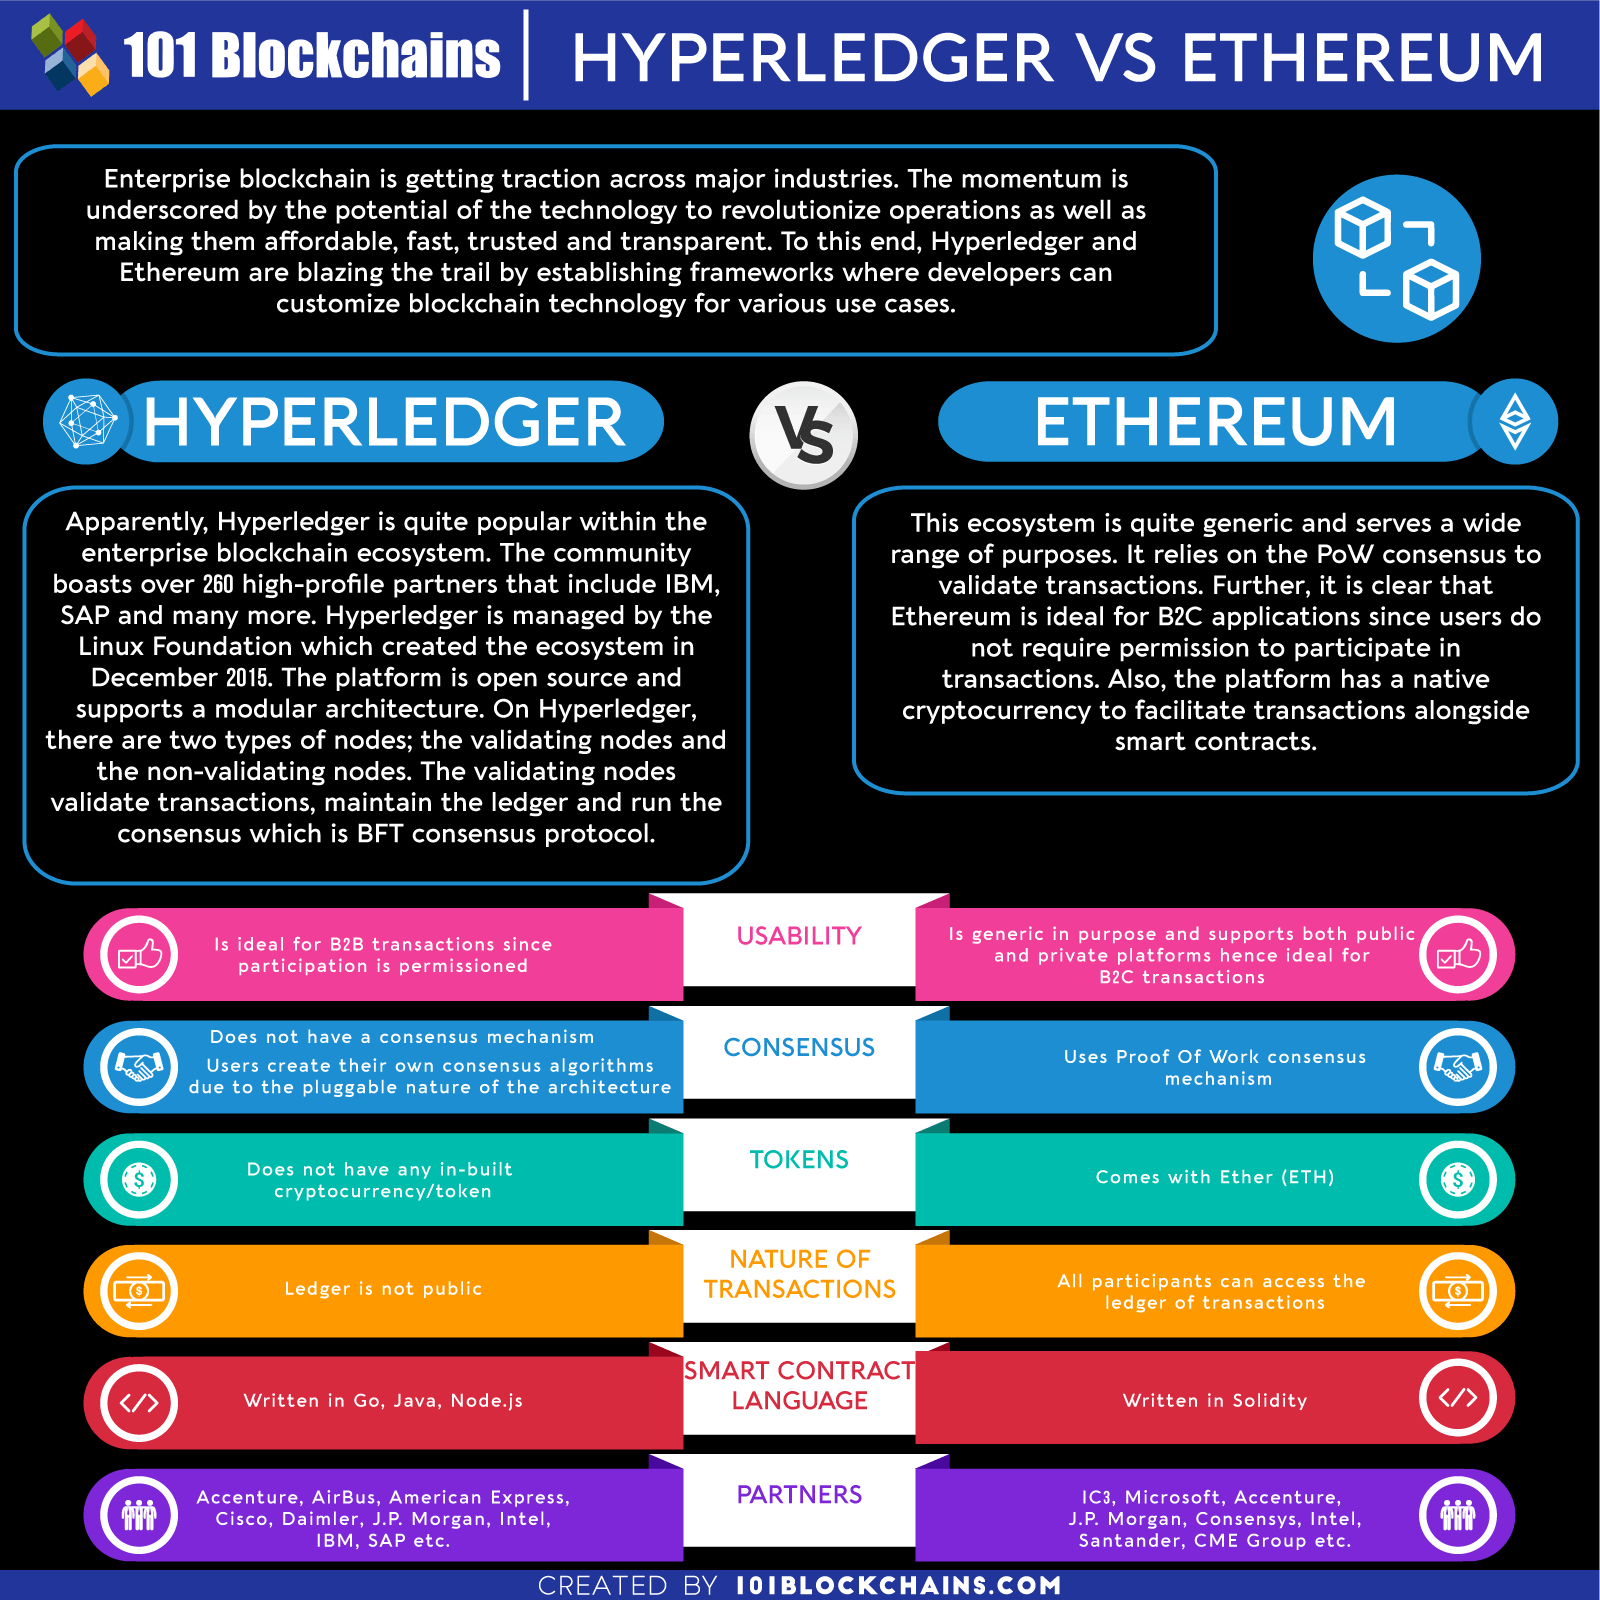 101 Blockchains
HYPERLEDGER VS ETHEREUM
Enterprise blockchain is getting traction across major industries. The momentum is
underscored by the potential of the technology to revolutionize operations as well as
making them affordable, fast, trusted and transparent. To this end, Hyperledger and
Ethereum are blazing the trail by establishing frameworks where developers can
customize blockchain technology for various use cases.
HYPERLEDGER
VS
ETHEREUM
Apparently, Hyperledger is quite popular within the
enterprise blockchain ecosystem. The community
boasts over 260 high-profile partners that include IBM,
SAP and many more. Hyperledger is managed by the
Linux Foundation which created the ecosystem in
December 2015. The platform is open source and
supports a modular architecture. On Hyperledger,
there are two types of nodes; the validating nodes and
the non-validating nodes. The validating nodes
validate transactions, maintain the ledger and run the
consensus which is BFT consensus protocol.
This ecosystem is quite generic and serves a wide
range of purposes. It relies on the PoW consensus to
validate transactions. Further, it is clear that
Ethereum is ideal for B2C applications since users do
not require permission to participate in
transactions. Also, the platform has a native
cryptocurrency to facilitate transactions alongside
smart contracts.
Is ideal for B2B transactions since
participation is permissioned
USABILITY
Is generic in purpose and supports both public
and private platforms hence ideal for
B2C transactions
Does not have a consensus mechanism
Users create their own consensus algorithms
due to the pluggable nature of the architecture
CONSENSUS
Uses Proof Of Work consensus
mechanism
Does not have any in-built
cryptocurrency/token
TOKENS
Comes with Ether (ETH)
Ledger is not public
NATURE OF
TRANSACTIONS
All participants can access the
ledger of transactions
Written in Go, Java, Node.js
SMART CONTRACT
LANGUAGE
Written in Solidity
Accenture, AirBus, American Express,
Cisco, Daimler, J.P. Morgan, Intel,
IBM, SAP etc.
PARTNERS
IC3, Microsoft, Accenture,
J.P. Morgan, Consensys, Intel,
Santander, CME Group etc.
CREATED BY 101BLOCKCHAINS.COM